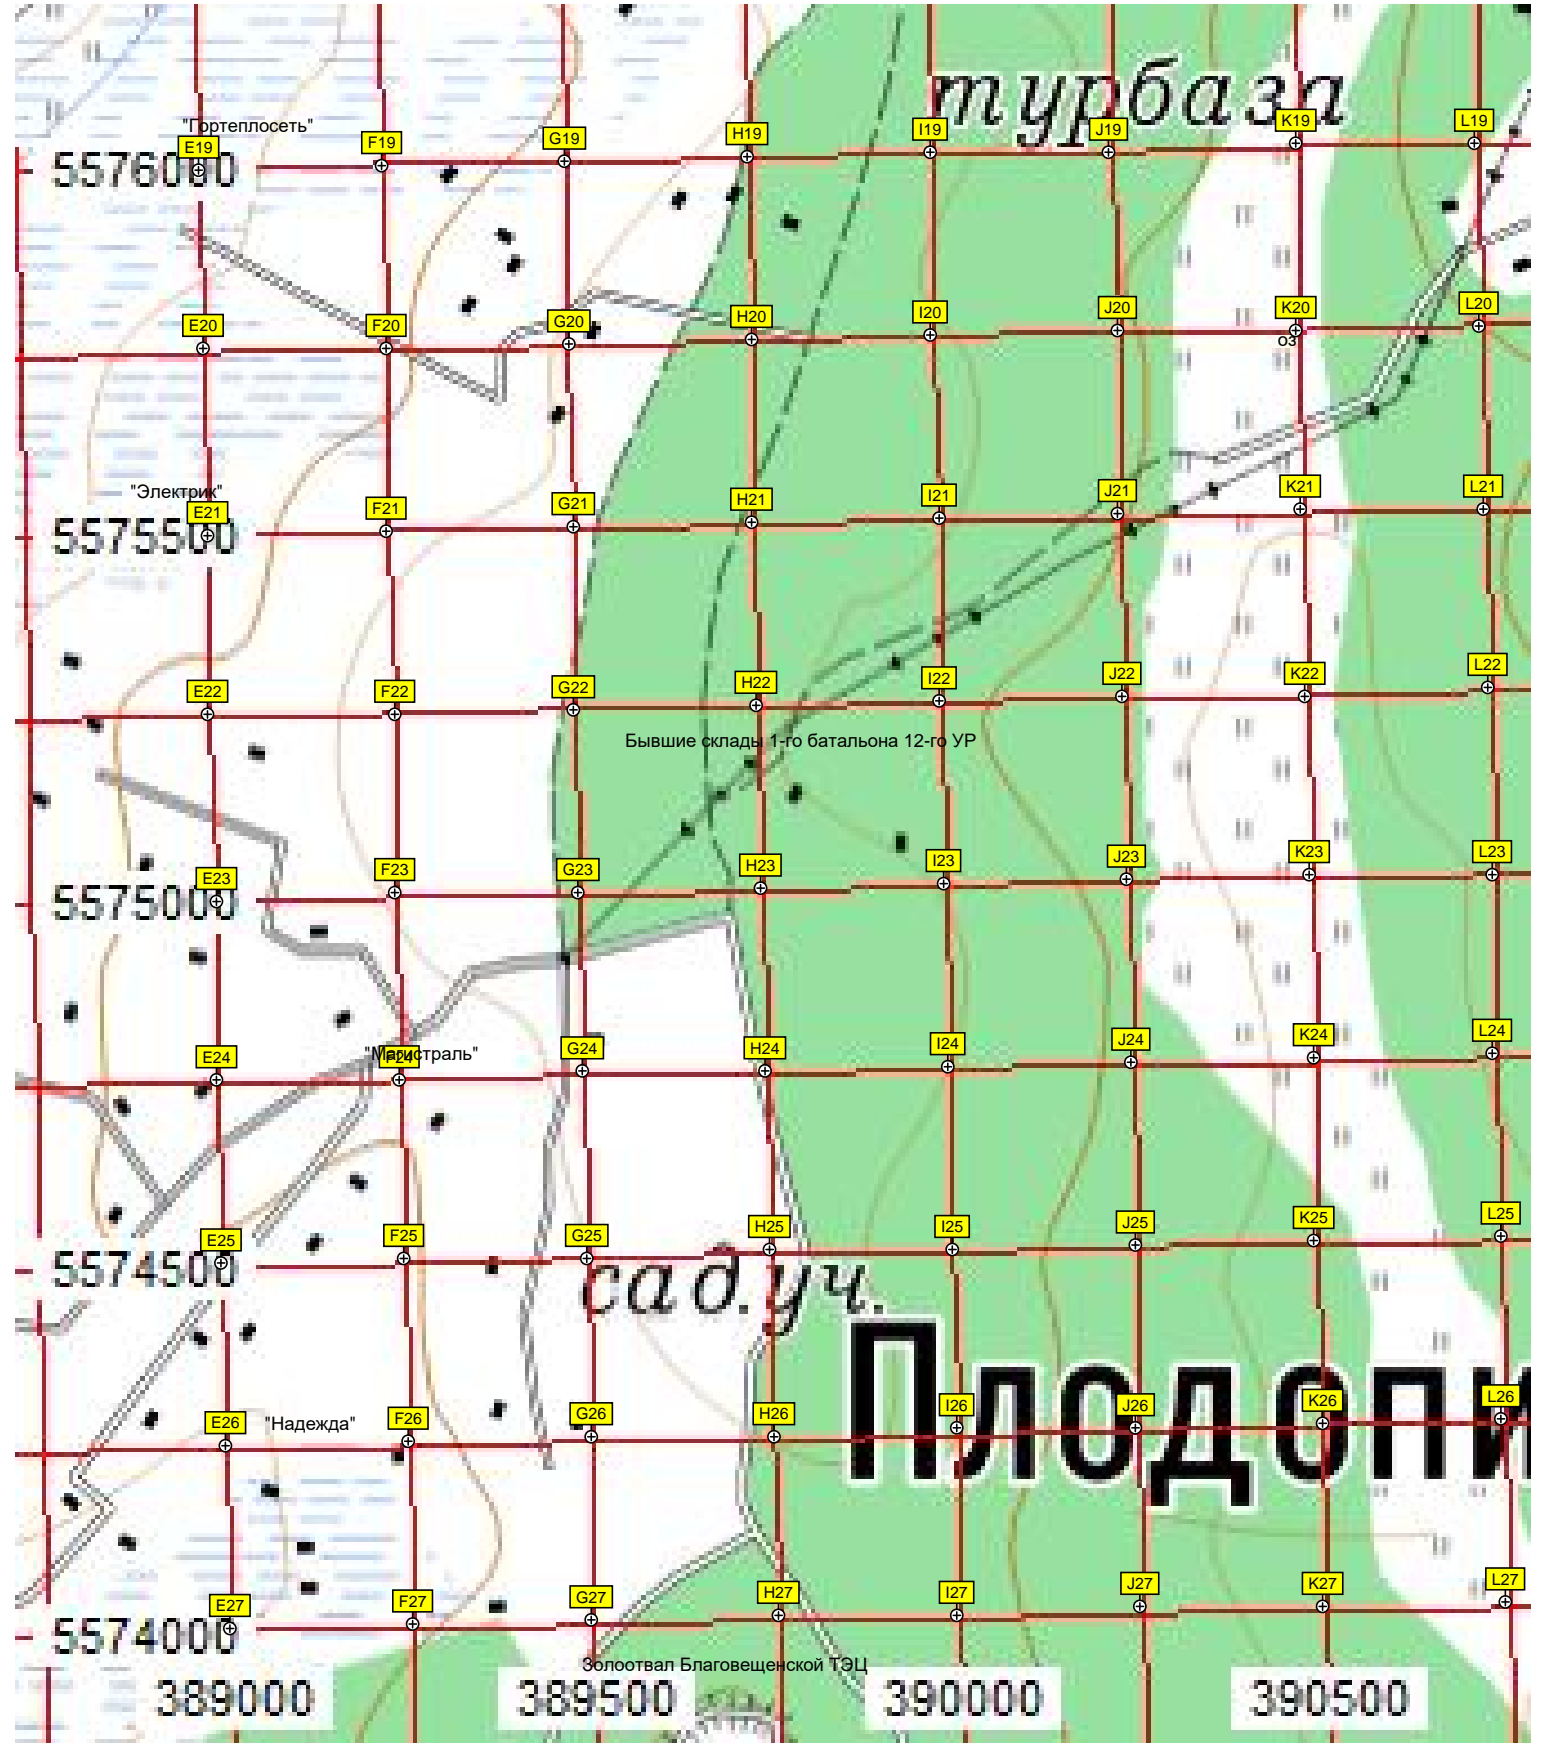 турбаза
"Гортеплосеть"
E19 F19 G19 H19 I19 J19 K19 L19
5576000
E20 F20 G20 H20 I20 J20 K20 L20
оз
"Электрик"
E21 F21 G21 H21 I21 J21 K21 L21
5575500
E22 F22 G22 H22 I22 J22 K22 L22
Бывшие склады 1-го батальона 12-го УР
E23 F23 G23 H23 I23 J23 K23 L23
5575000
"Магистраль"
E24 F24 G24 H24 I24 J24 K24 L24
E25 F25 G25 H25 I25 J25 K25 L25
5574500
сад.уч.
Плодопи
E26 F26 G26 H26 I26 J26 K26 L26
"Надежда"
E27 F27 G27 H27 I27 J27 K27 L27
5574000
Золоотвал Благовещенской ТЭЦ
389000 389500 390000 390500